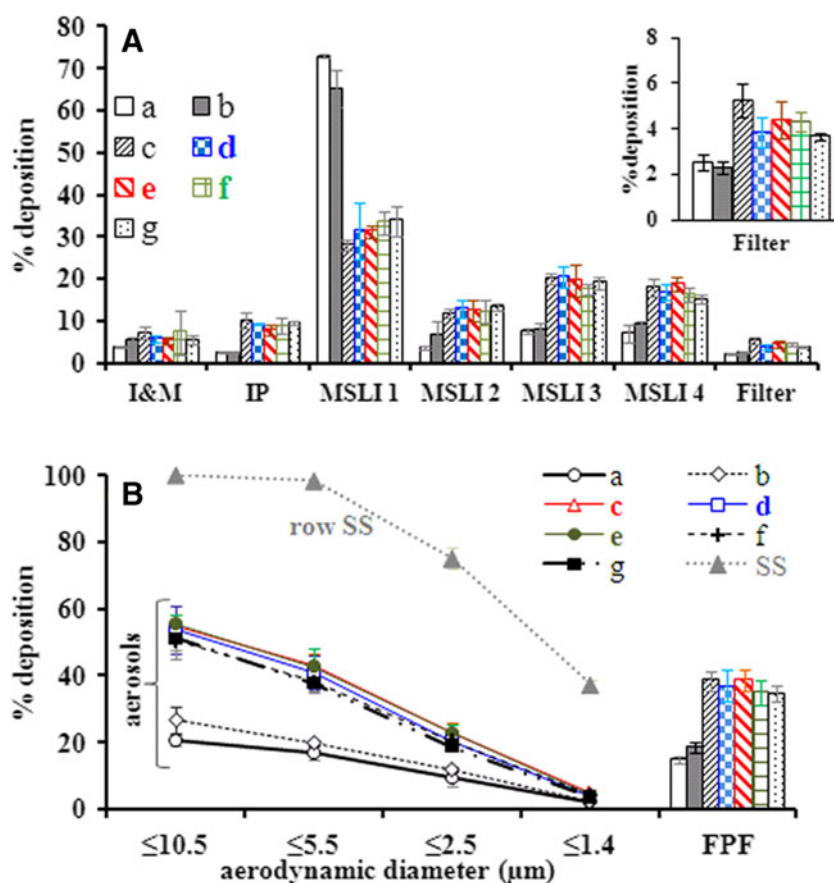 A
% deposition
80
70
60
50
40
30
20
10
0
a b
c d
e f
g
I&M IP MSLI 1 MSLI 2 MSLI 3 MSLI 4 Filter
%deposition
8
6
4
2
0
Filter
B
% deposition
100
80
60
40
20
0
row SS
aerosols
a b
c d
e f
g SS
≤10.5 ≤5.5 ≤2.5 ≤1.4 FPF
aerodynamic diameter (µm)